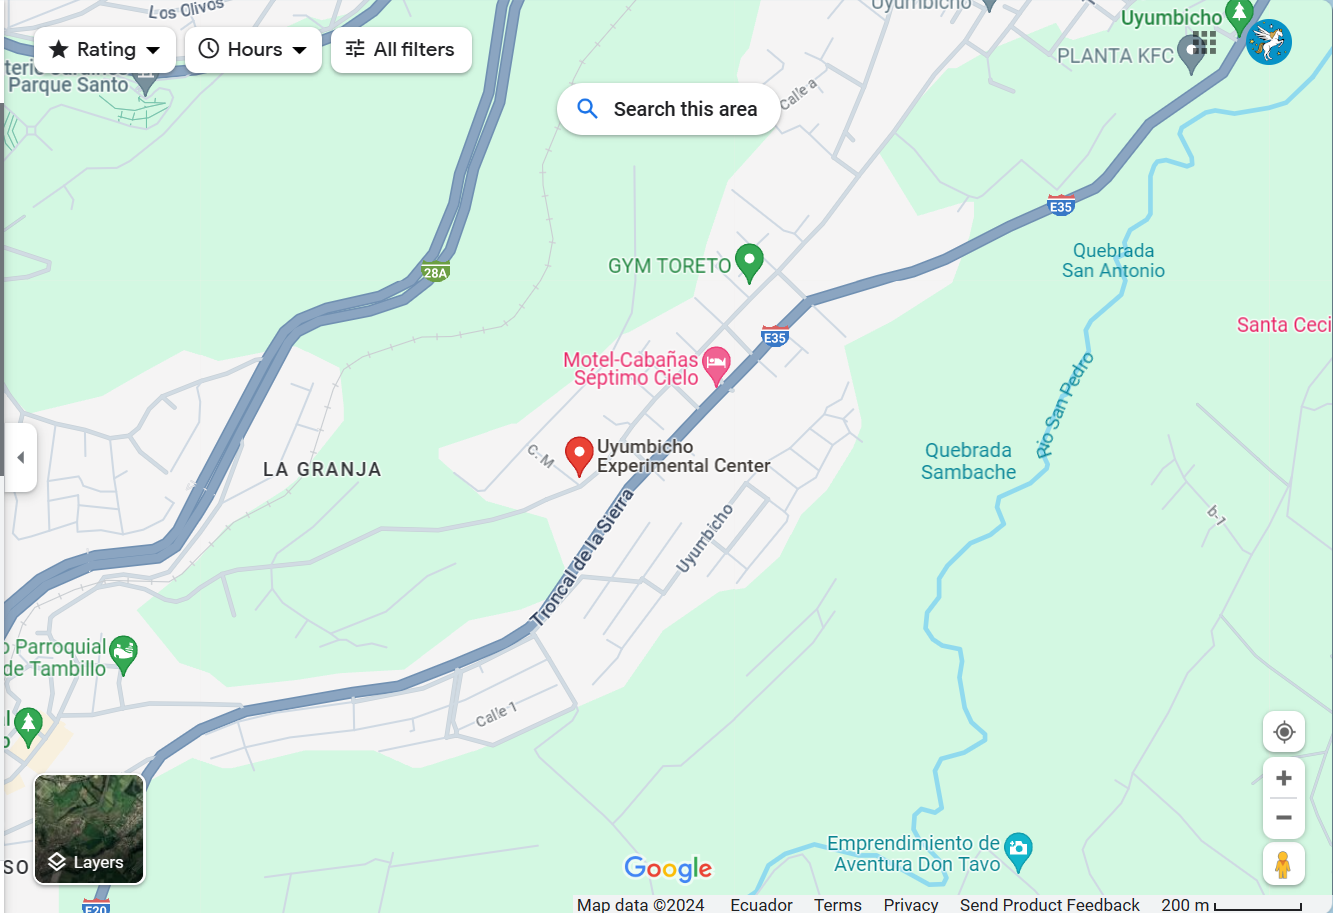 Los Olivos
Uyumbicho
Uyumbicho
Rating
Hours
All filters
PLANTA KFC
Parque Santo
Search this area
Calle a
E35
Quebrada
San Antonio
GYM TORETO
28A
Santa Ceci
E35
Motel-Cabañas
Séptimo Cielo
Rio San Pedro
Uyumbicho
Experimental Center
C. M
LA GRANJA
Quebrada
Sambache
b-1
Troncal de la Sierra
Uyumbicho
o Parroquial
de Tambillo
Calle 1
Layers
so
Emprendimiento de
Aventura Don Tavo
Google
E20
Map data ©2024 Ecuador Terms Privacy Send Product Feedback 200 m